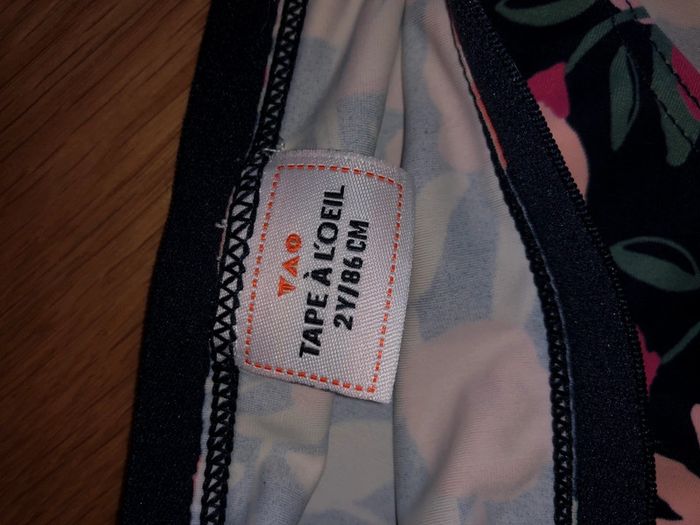 TAO
TAPE À L'OEIL
2Y/86 CM